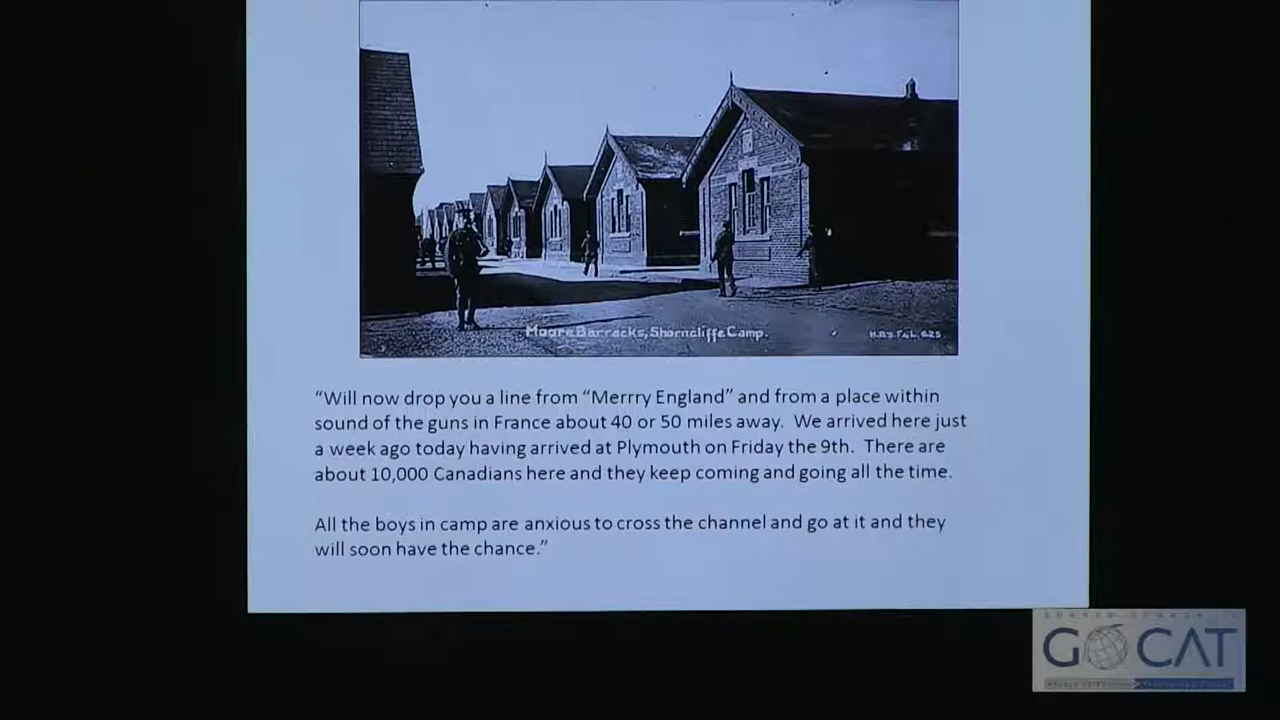 Moore Barracks, Shorncliffe Camp.
“Will now drop you a line from “Merrry England” and from a place within
sound of the guns in France about 40 or 50 miles away. We arrived here just
a week ago today having arrived at Plymouth on Friday the 9th. There are
about 10,000 Canadians here and they keep coming and going all the time.
All the boys in camp are anxious to cross the channel and go at it and they
will soon have the chance.”
GOCAT